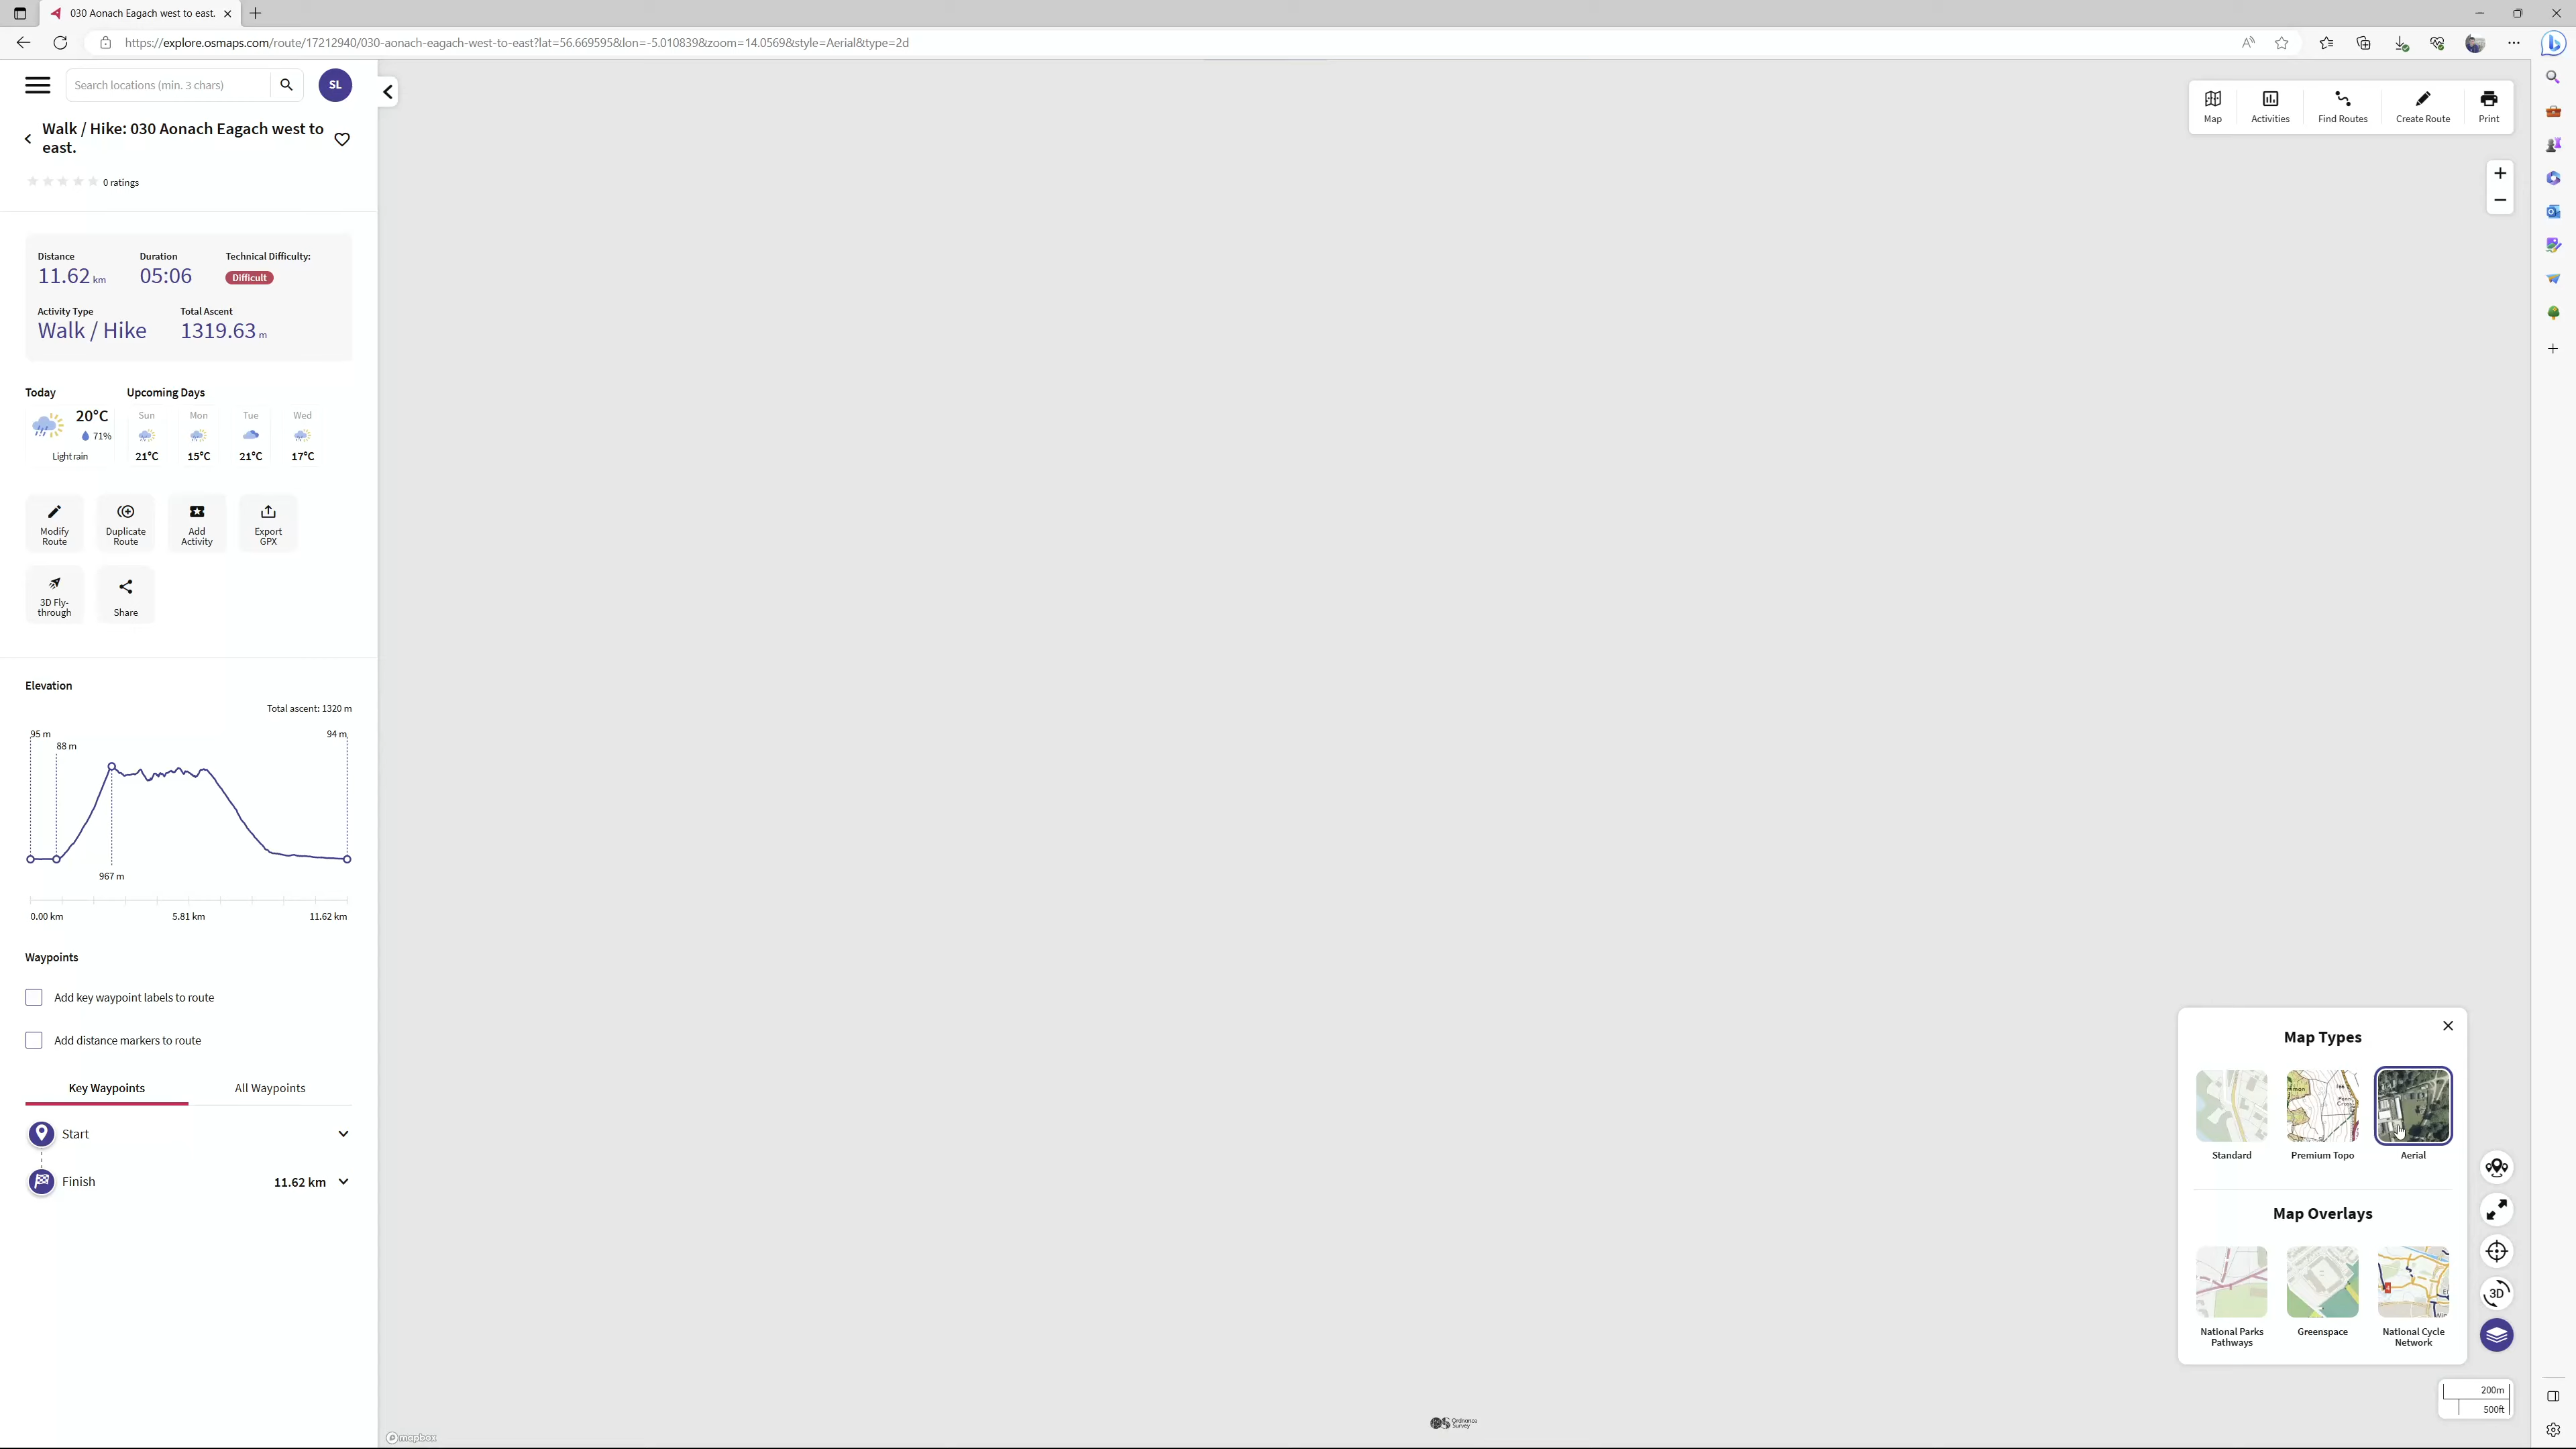 030 Aonach Eagach west to east.
https://explore.osmaps.com/route/17212940/030-aonach-eagach-west-to-east?lat=56.669595&lon=-5.010839&zoom=14.0569&style=Aerial&type=2d
Search locations (min. 3 chars)
SL
Walk / Hike: 030 Aonach Eagach west to
east.
0 ratings
Distance
11.62 km
Duration
05:06
Technical Difficulty:
Difficult
Activity Type
Walk / Hike
Total Ascent
1319.63 m
Today
20°C
71%
Light rain
Upcoming Days
Sun Mon Tue Wed
21°C 15°C 21°C 17°C
Modify
Route
Duplicate
Route
Add
Activity
Export
GPX
3D Fly-
through
Share
Elevation
Total ascent: 1320 m
95 m
88 m
94 m
967 m
0.00 km 5.81 km 11.62 km
Waypoints
Add key waypoint labels to route
Add distance markers to route
Key Waypoints All Waypoints
Start
Finish 11.62 km
Map
Activities
Find Routes
Create Route
Print
+
−
Map Types
Standard
Premium Topo
Aerial
Map Overlays
National Parks
Pathways
Greenspace
National Cycle
Network
3D
200m
500ft
mapbox
Ordnance
Survey